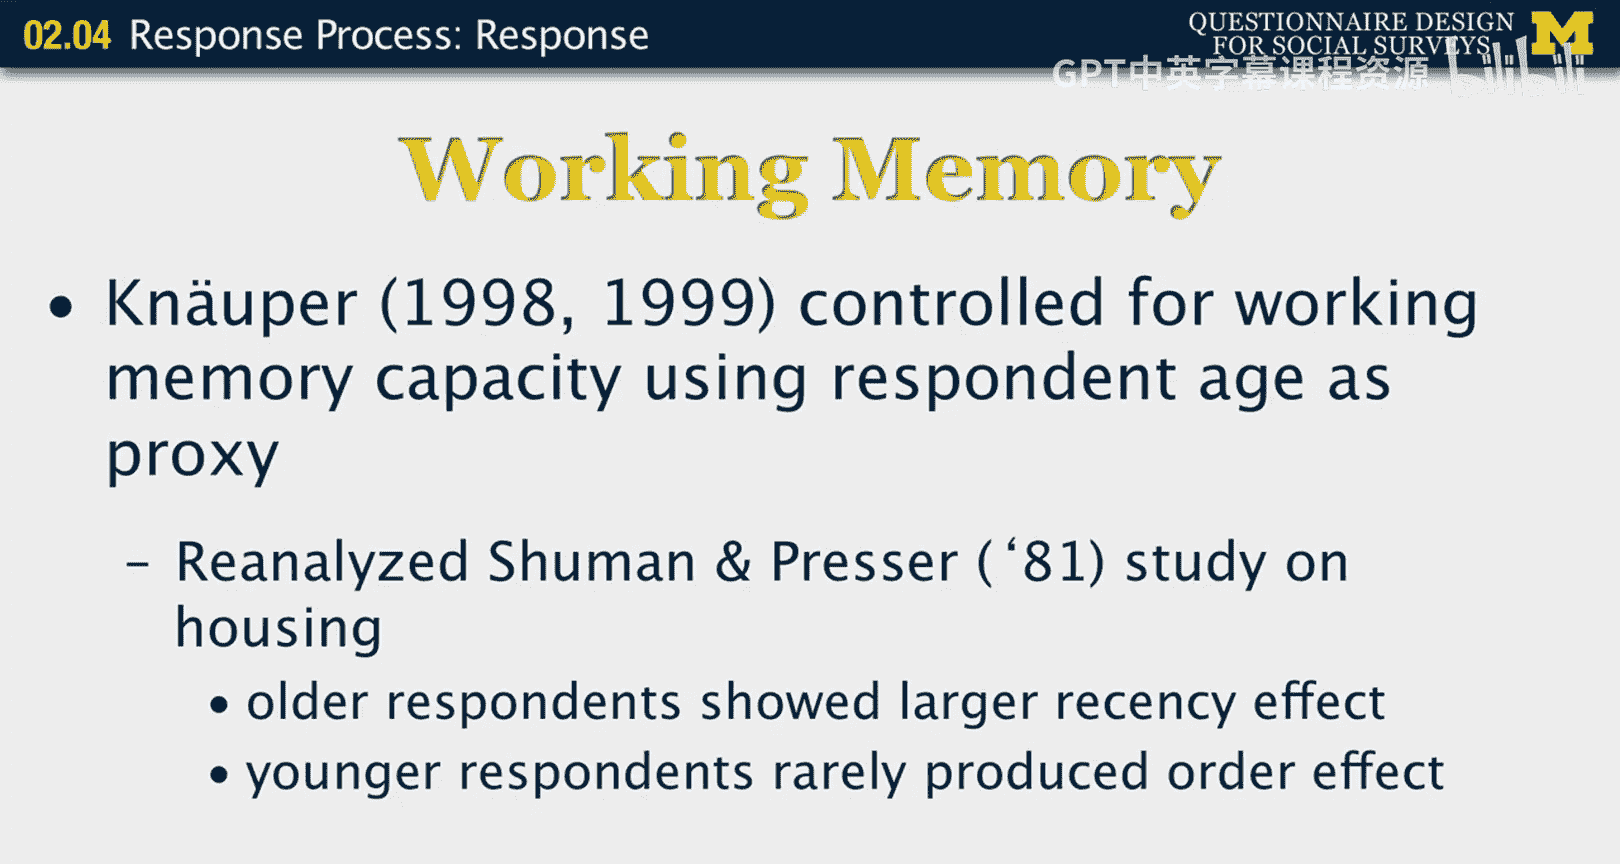 02.04 Response Process: Response
QUESTIONNAIRE DESIGN
FOR SOCIAL SURVEYS
M
GPT中英字幕课程资源
bilibili
Working Memory
• Knäuper (1998, 1999) controlled for working
memory capacity using respondent age as
proxy
– Reanalyzed Shuman & Presser (‘81) study on
housing
• older respondents showed larger recency effect
• younger respondents rarely produced order effect